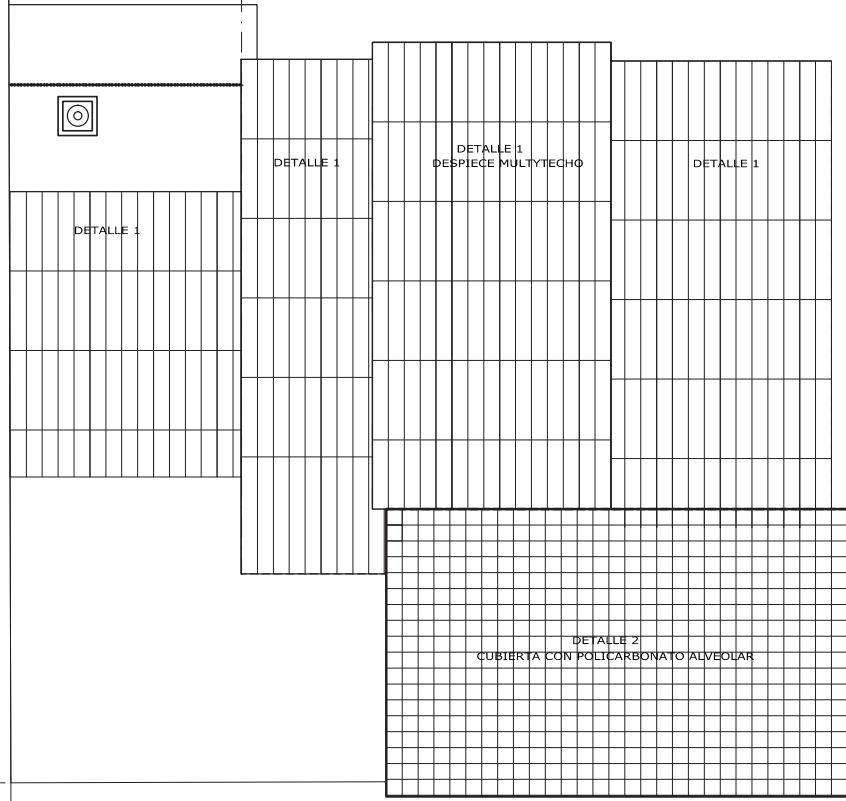 DETALLE 1
DESPIECE MULTYTECHO
DETALLE 1
DETALLE 1
DETALLE 1
DETALLE 2
CUBIERTA CON POLICARBONATO ALVEOLAR